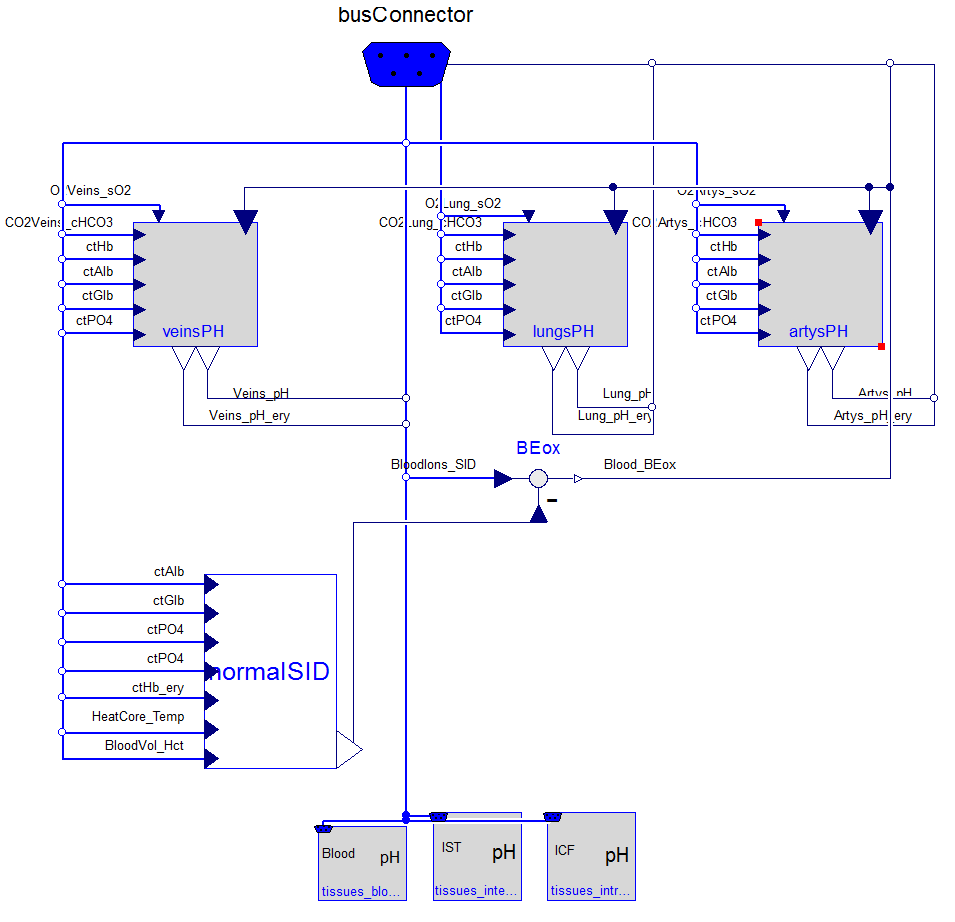 busConnector
O2Veins_sO2
CO2Veins_cHCO3
ctHb
ctAlb
ctGlb
ctPO4
veinsPH
Veins_pH
Veins_pH_ery
O2Lung_sO2
CO2Lung_cHCO3
ctHb
ctAlb
ctGlb
ctPO4
lungsPH
Lung_pH
Lung_pH_ery
O2Artys_sO2
CO2Artys_cHCO3
ctHb
ctAlb
ctGlb
ctPO4
artysPH
Artys_pH
Artys_pH_ery
BEox
BloodIons_SID
Blood_BEox
-
ctAlb
ctGlb
ctPO4
ctPO4
ctHb_ery
HeatCore_Temp
BloodVol_Hct
normalSID
Blood pH
tissues_blo...
IST pH
tissues_inte...
ICF pH
tissues_intr...